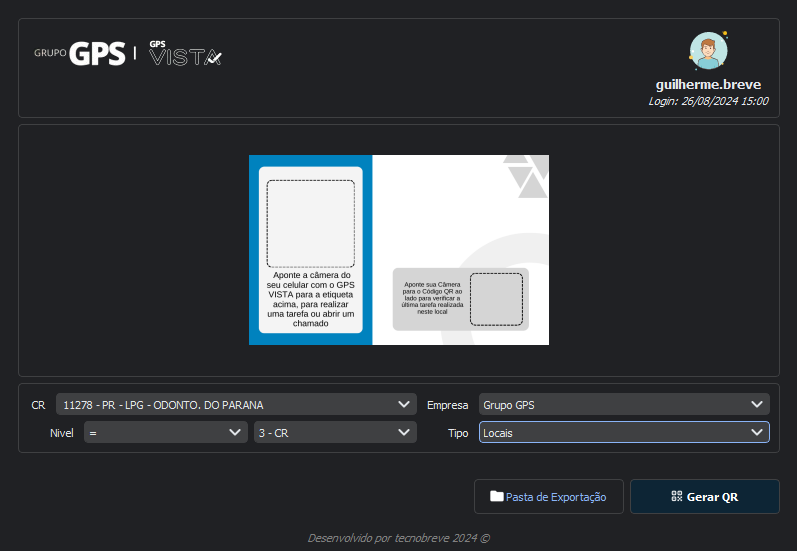 GRUPO GPS | GPS VISTA
guilherme.breve
Login: 26/08/2024 15:00
Aponte a câmera do
seu celular com o GPS
VISTA para a etiqueta
acima, para realizar
uma tarefa ou abrir um
chamado
Aponte sua Câmera
para o Código QR ao
lado para verificar a
última tarefa realizada
neste local
CR 11278 - PR - LPG - ODONTO. DO PARANA Empresa Grupo GPS
Nivel = 3 - CR Tipo Locais
Pasta de Exportação Gerar QR
Desenvolvido por tecnobreve 2024 ©